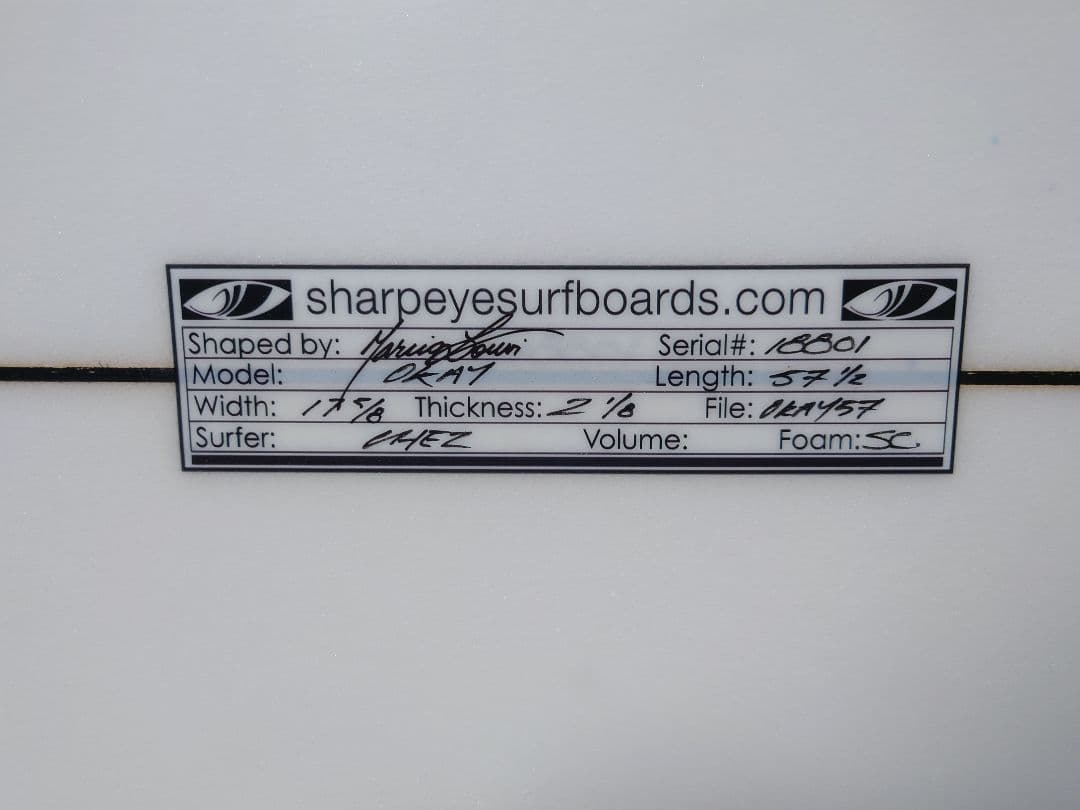 sharpeyesurfboards.com
Shaped by: Serial#: 18801
Model: OKAY Length: 57 1/2
Width: 17 5/8 Thickness: 2 1/8 File: OKAY57
Surfer: Volume: Foam: SC